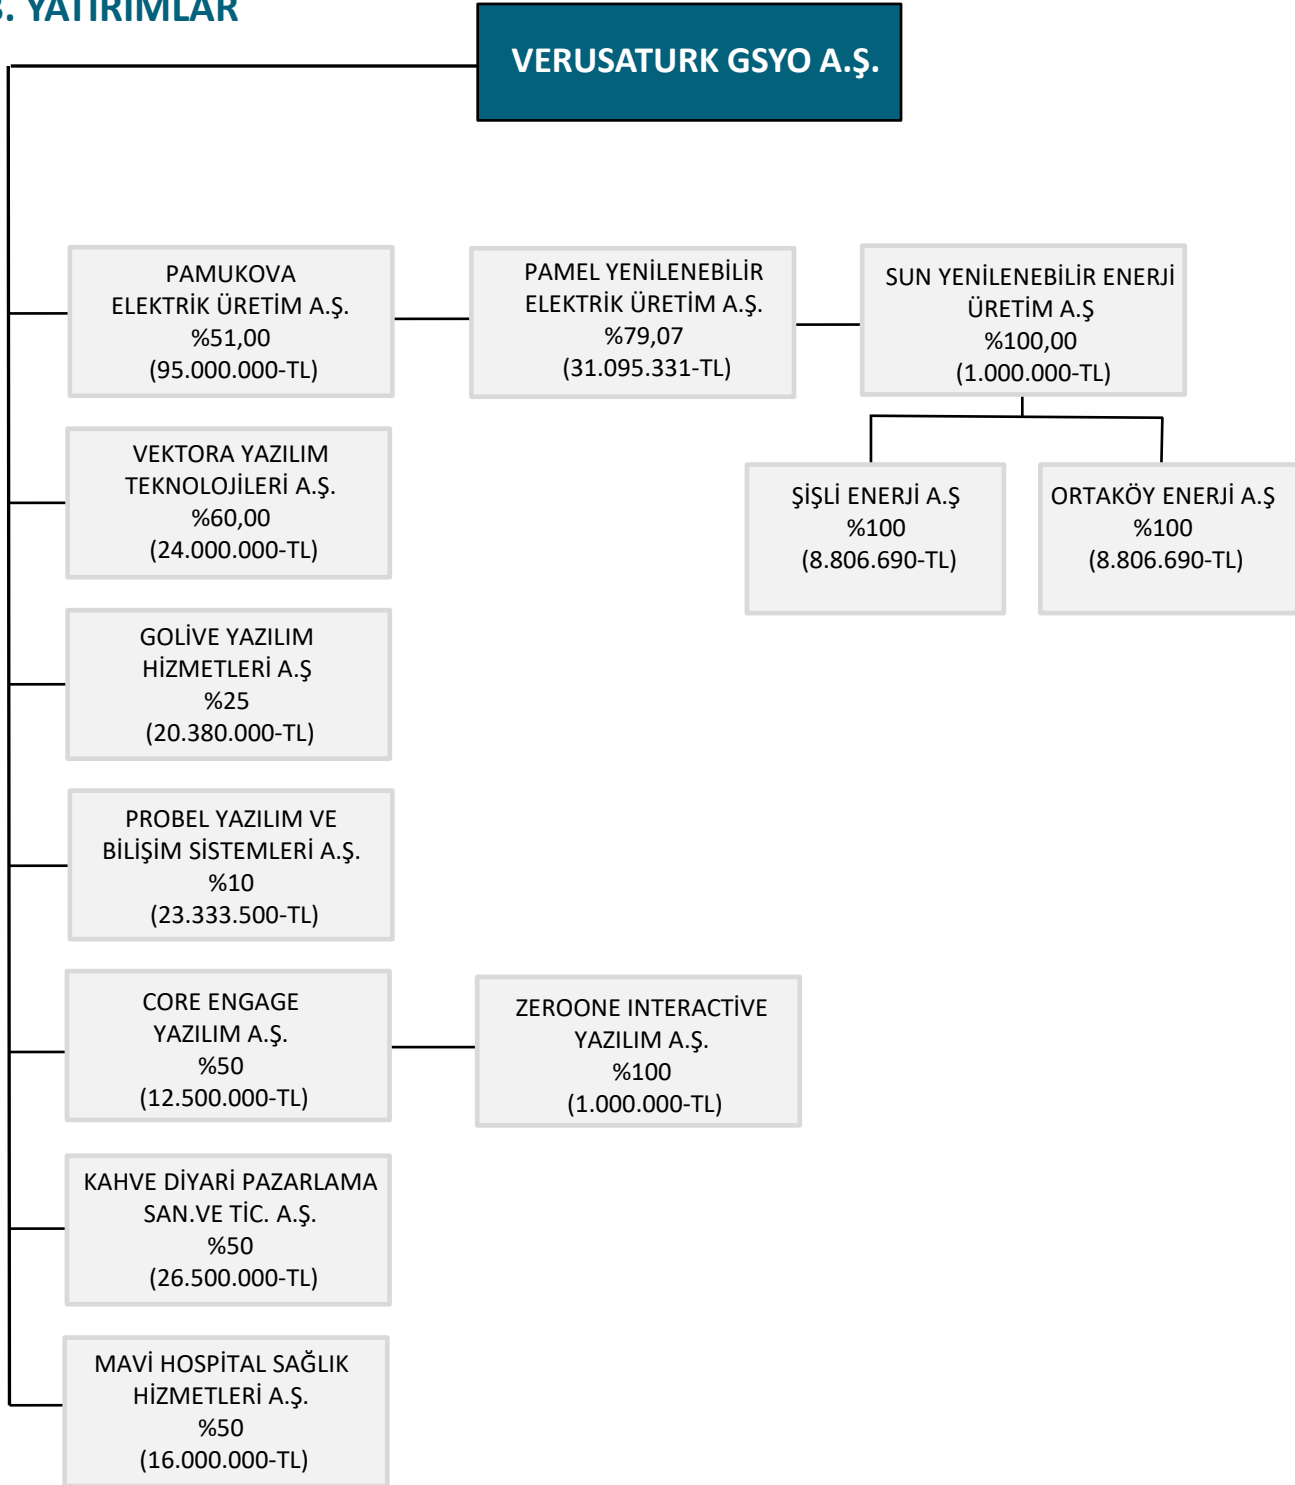 3. YATIRIMLAR
VERUSATURK GSYO A.Ş.
PAMUKOVA
ELEKTRİK ÜRETİM A.Ş.
%51,00
(95.000.000-TL)
PAMEL YENİLENEBİLİR
ELEKTRİK ÜRETİM A.Ş.
%79,07
(31.095.331-TL)
SUN YENİLENEBİLİR ENERJİ
ÜRETİM A.Ş
%100,00
(1.000.000-TL)
VEKTORA YAZILIM
TEKNOLOJİLERİ A.Ş.
%60,00
(24.000.000-TL)
ŞİŞLİ ENERJİ A.Ş
%100
(8.806.690-TL)
ORTAKÖY ENERJİ A.Ş
%100
(8.806.690-TL)
GOLİVE YAZILIM
HİZMETLERİ A.Ş
%25
(20.380.000-TL)
PROBEL YAZILIM VE
BİLİŞİM SİSTEMLERİ A.Ş.
%10
(23.333.500-TL)
CORE ENGAGE
YAZILIM A.Ş.
%50
(12.500.000-TL)
ZEROONE INTERACTİVE
YAZILIM A.Ş.
%100
(1.000.000-TL)
KAHVE DİYARİ PAZARLAMA
SAN.VE TİC. A.Ş.
%50
(26.500.000-TL)
MAVİ HOSPİTAL SAĞLIK
HİZMETLERİ A.Ş.
%50
(16.000.000-TL)